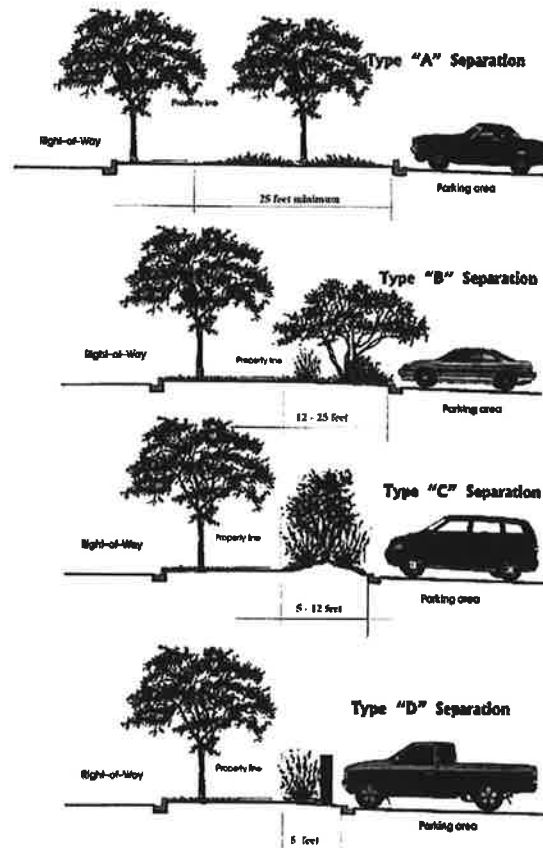 Type "A" Separation
Property line
Right-of-Way
Parking area
25 feet minimum
Type "B" Separation
Right-of-Way
Property line
Parking area
12 - 25 feet
Type "C" Separation
Right-of-Way
Property line
Parking area
5 - 12 feet
Type "D" Separation
Property line
Right-of-Way
Parking area
5 feet